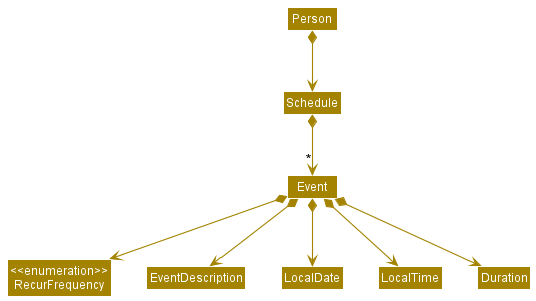 Person
Schedule
*
Event
<<enumeration>>
RecurFrequency
EventDescription
LocalDate
LocalTime
Duration